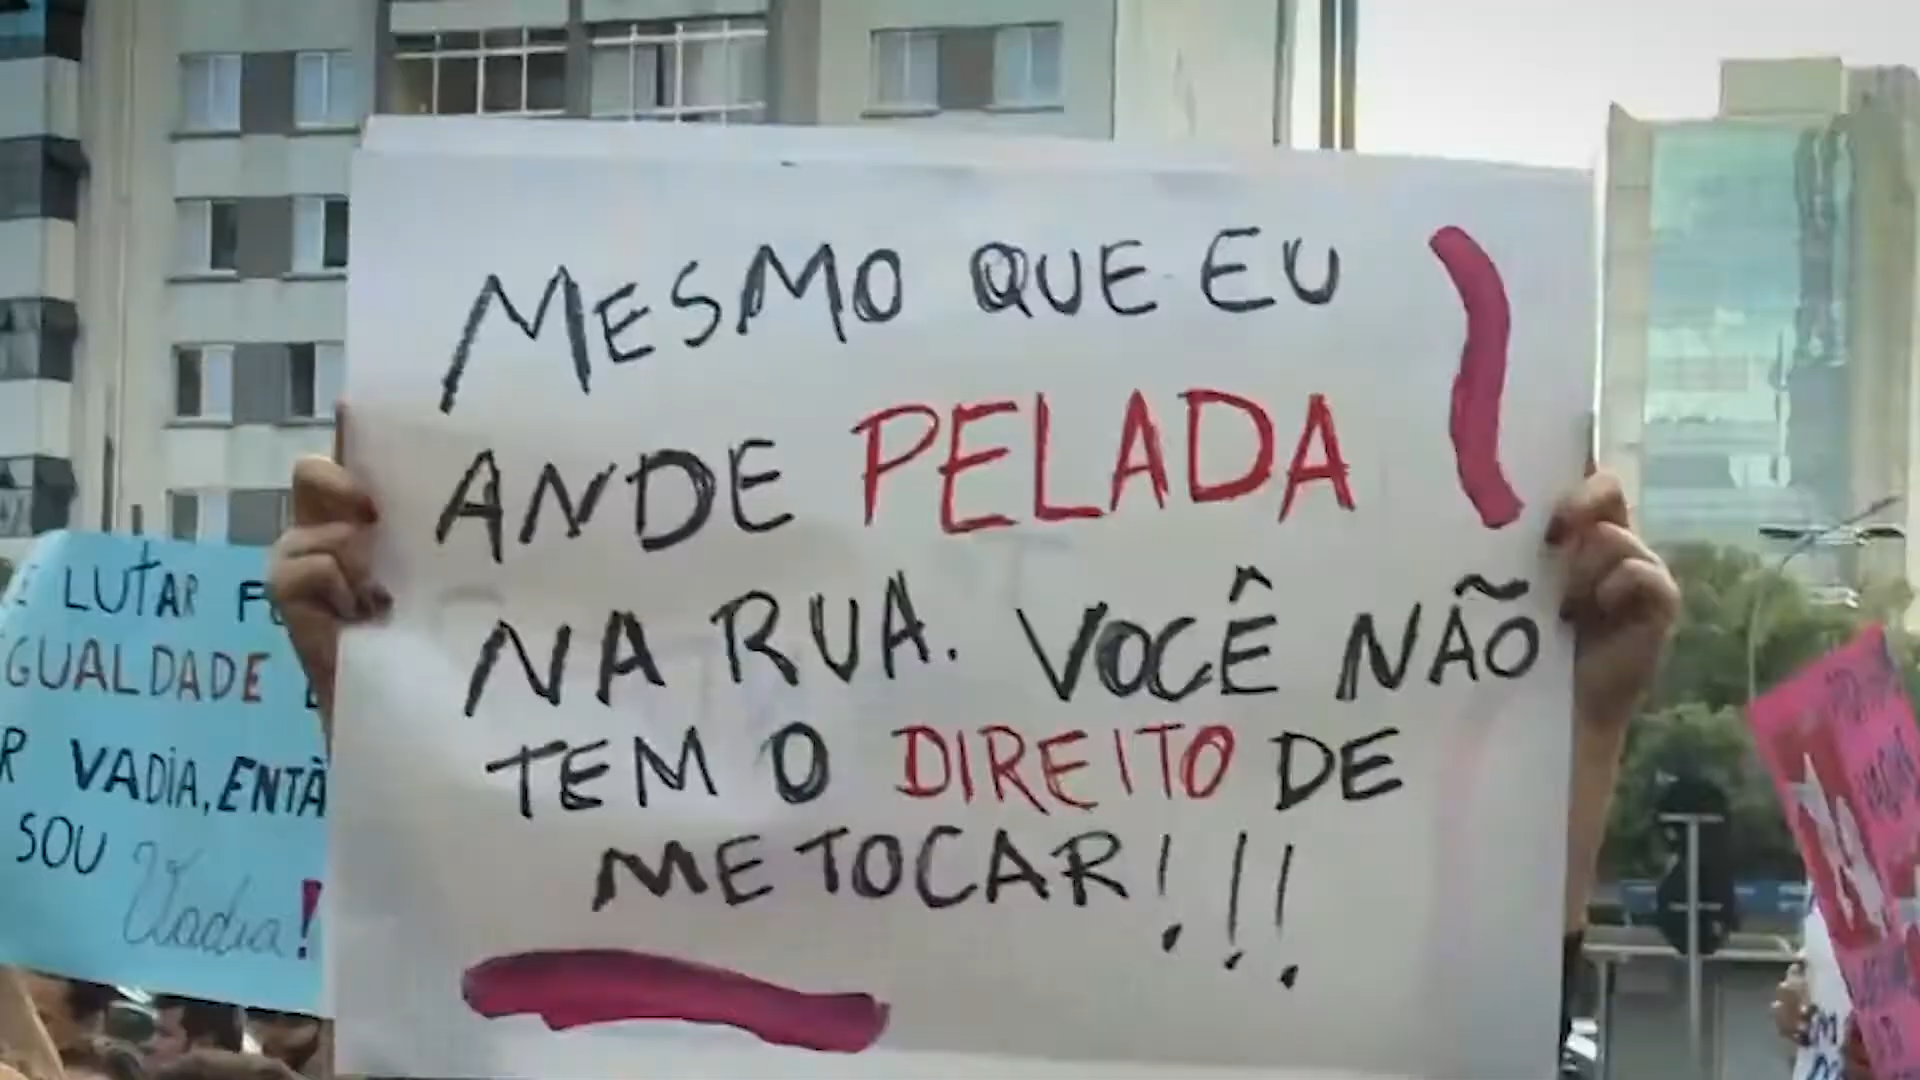 MESMO QUE EU
ANDE PELADA
NA RUA. VOCÊ NÃO
TEM O DIREITO DE
ME TOCAR!!!
E LUTAR
IGUALDADE
R VADIA, ENTÃ
SOU Vadia!